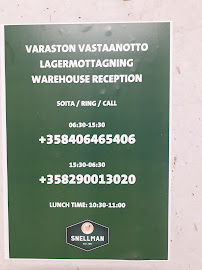 VARASTON VASTAANOTTO
LAGERMOTTAGNING
WAREHOUSE RECEPTION
SOITA / RING / CALL
06:30-15:30
+358406465406
15:30-06:30
+358290013020
LUNCH TIME: 10:30-11:00
SNELLMAN